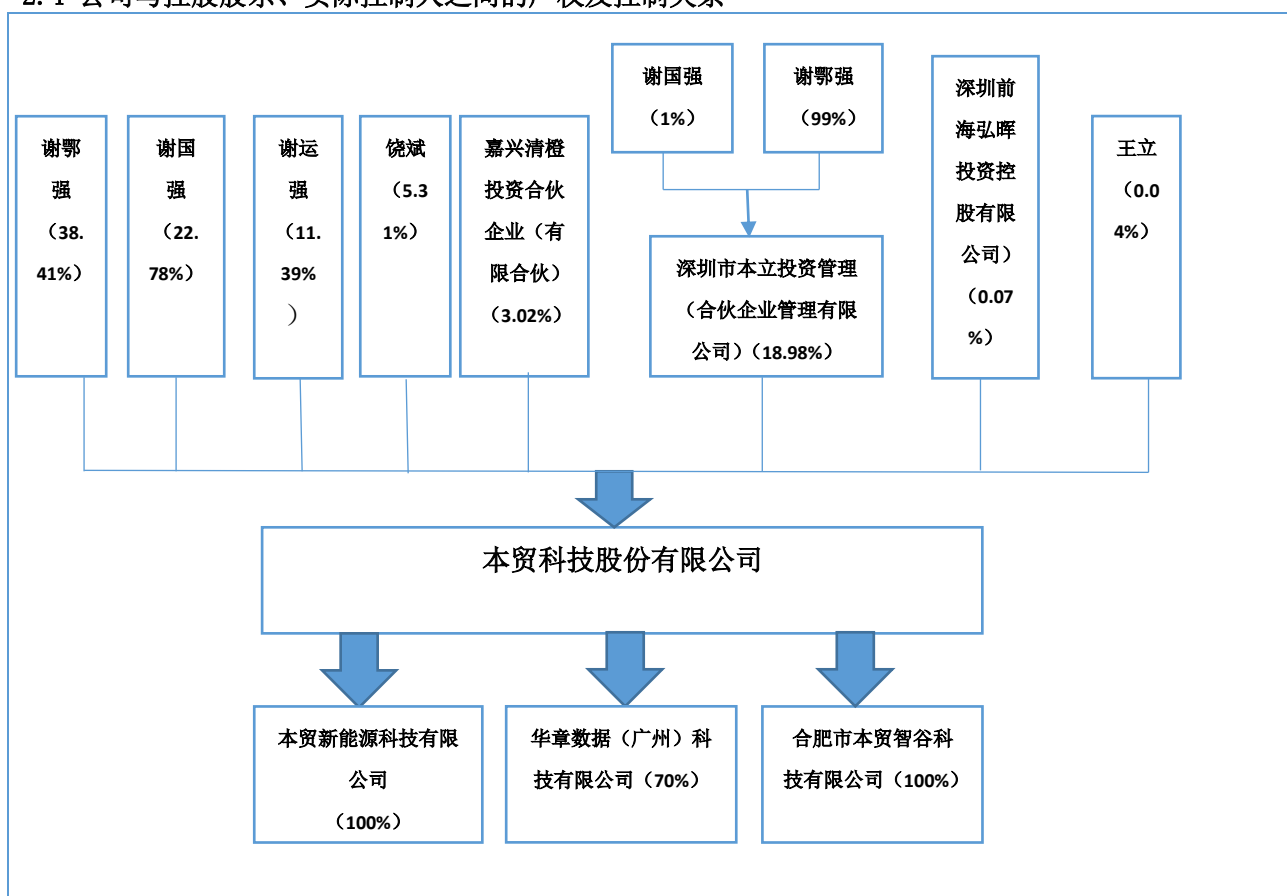 谢国强
（1%）
谢鄂强
（99%）
深圳前
海弘晖
投资控
股有限
公司）
（0.07
%）
谢鄂
强
（38.
41%）
谢国
强
（22.
78%）
谢运
强
（11.
39%
）
饶斌
（5.3
1%）
嘉兴清橙
投资合伙
企业（有
限合伙）
（3.02%）
深圳市本立投资管理
（合伙企业管理有限
公司）（18.98%）
王立
（0.0
4%）
本贸科技股份有限公司
本贸新能源科技有限
公司
（100%）
华章数据（广州）科
技有限公司（70%）
合肥市本贸智谷科
技有限公司（100%）